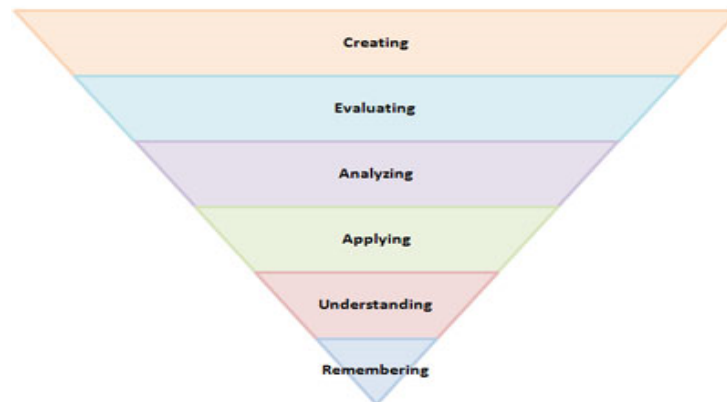 Creating
Evaluating
Analyzing
Applying
Understanding
Remembering